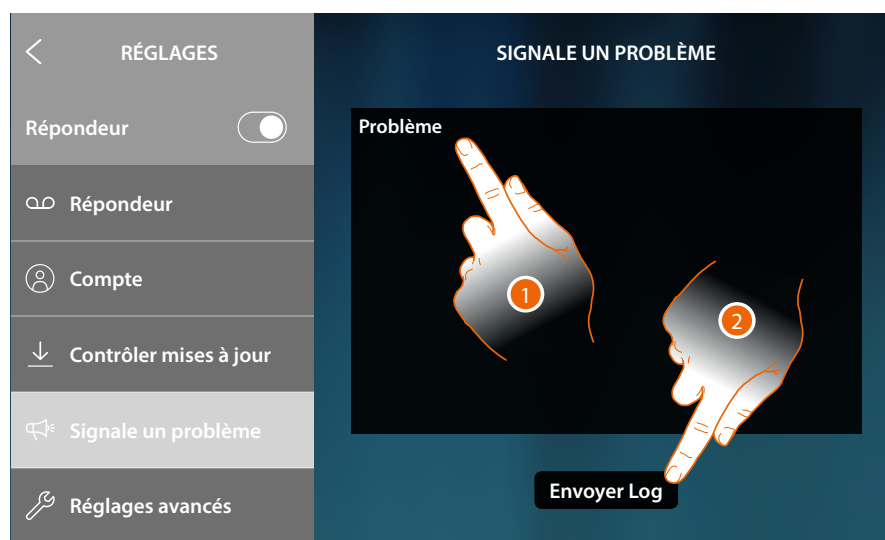 RÉGLAGES
Répondeur
Répondeur
Compte
Contrôler mises à jour
Signale un problème
Réglages avancés
SIGNALE UN PROBLÈME
Problème
1
2
Envoyer Log